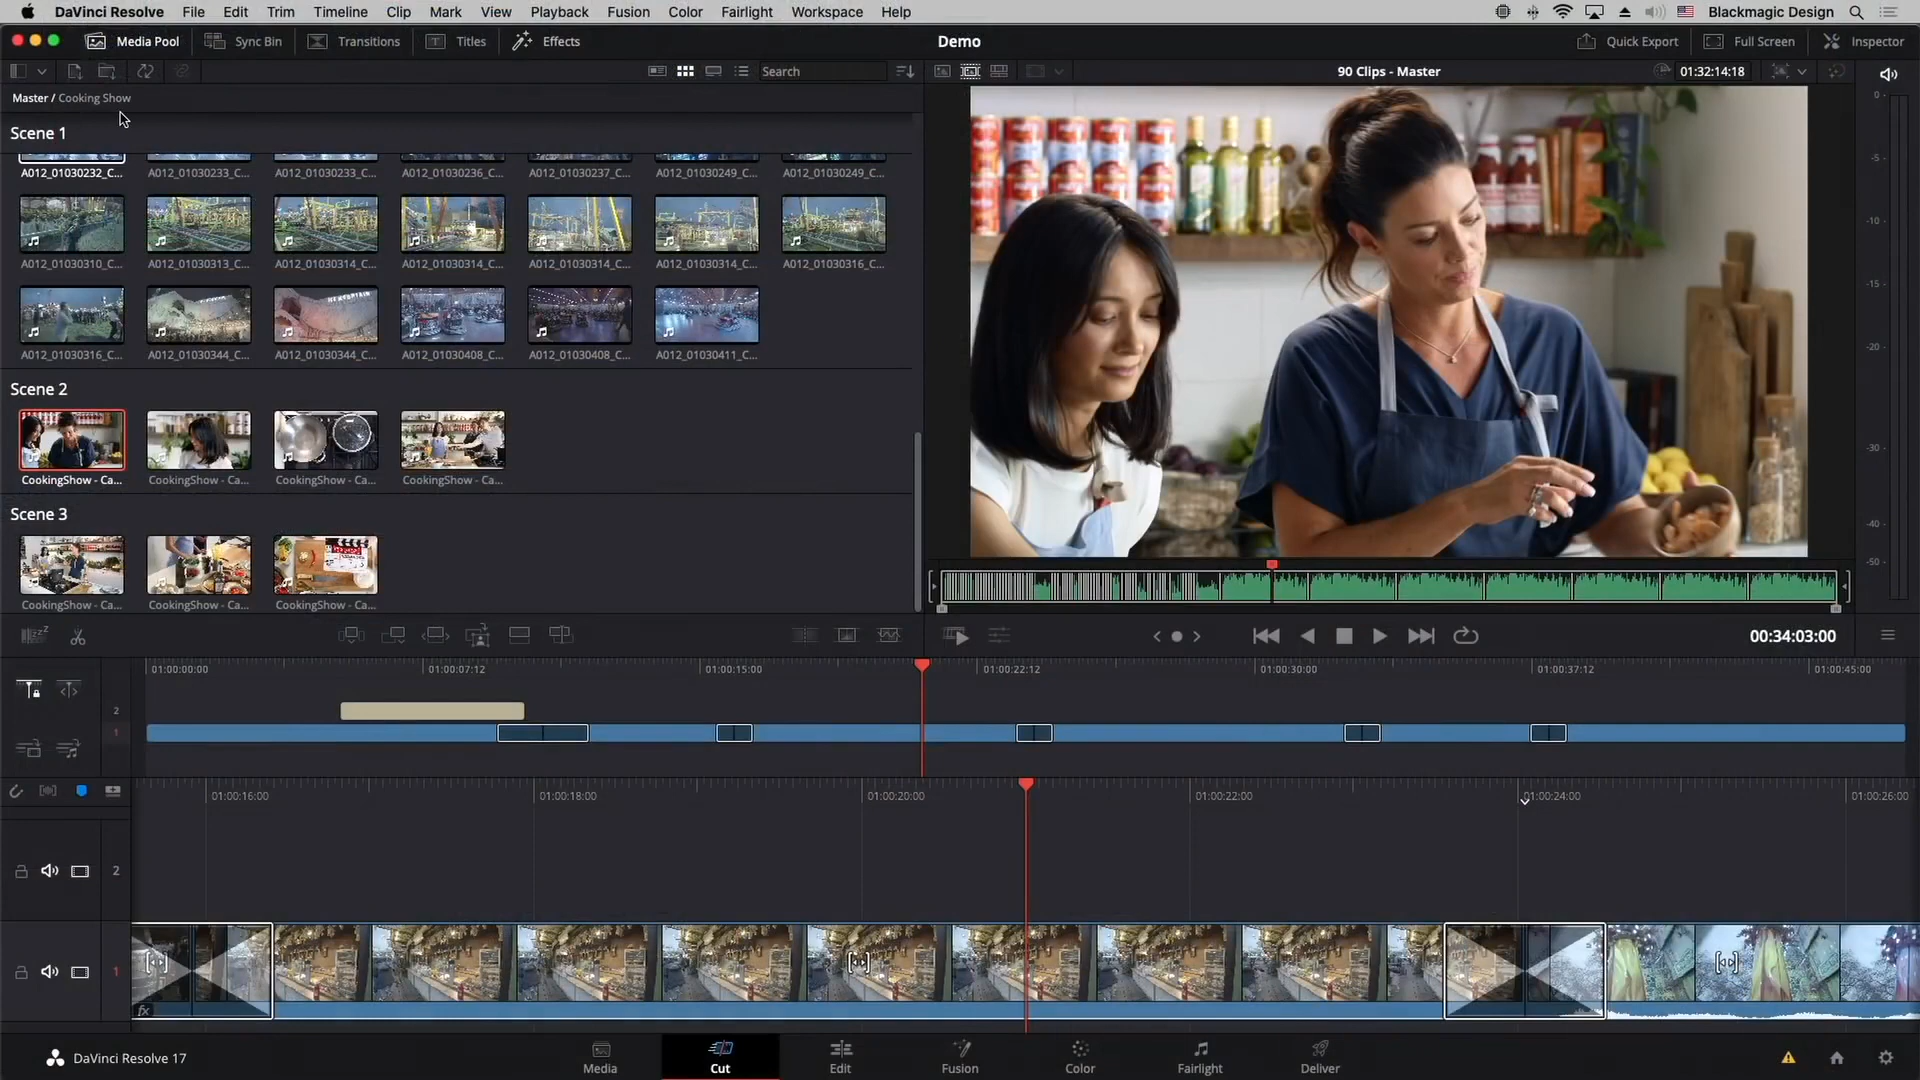 DaVinci Resolve File Edit Trim Timeline Clip Mark View Playback Fusion Color Fairlight Workspace Help Blackmagic Design
Media Pool Sync Bin Transitions Titles Effects Demo Quick Export Full Screen Inspector
Search 90 Clips - Master 01:32:14:18
Master / Cooking Show
Scene 1
A012_01030232_C... A012_01030233_C... A012_01030233_C... A012_01030236_C... A012_01030237_C... A012_01030249_C... A012_01030249_C...
A012_01030310_C... A012_01030313_C... A012_01030314_C... A012_01030314_C... A012_01030314_C... A012_01030314_C... A012_01030316_C...
A012_01030316_C... A012_01030344_C... A012_01030344_C... A012_01030408_C... A012_01030408_C... A012_01030411_C...
Scene 2
CookingShow - Ca... CookingShow - Ca... CookingShow - Ca... CookingShow - Ca...
Scene 3
CookingShow - Ca... CookingShow - Ca... CookingShow - Ca...
0
-5
-10
-15
-20
-30
-40
-50
00:34:03:00
01:00:00:00 01:00:07:12 01:00:15:00 01:00:22:12 01:00:30:00 01:00:37:12 01:00:45:00
2
1
01:00:16:00 01:00:18:00 01:00:20:00 01:00:22:00 01:00:24:00 01:00:26:00
2
1
fx
DaVinci Resolve 17 Media Cut Edit Fusion Color Fairlight Deliver